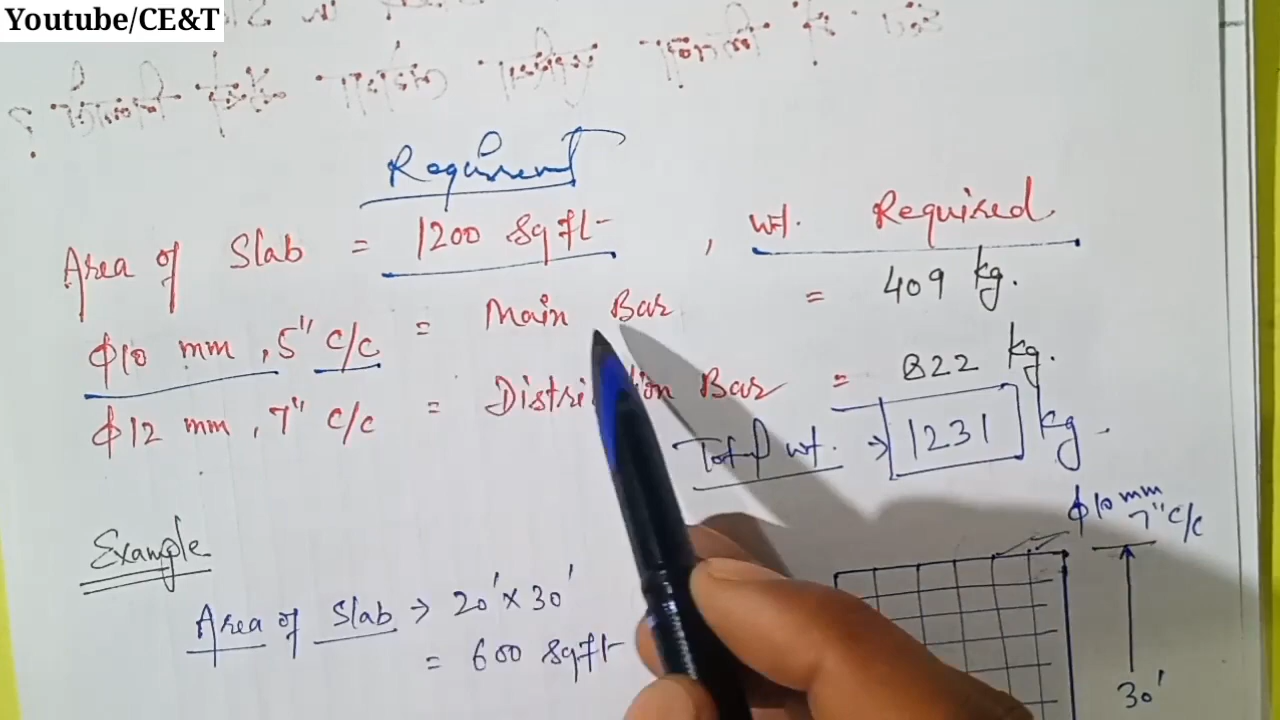 Youtube/CE&T
Requirement
Area of Slab = 1200 Sqft , wt. Required
ϕ10 mm, 5" c/c = Main Bar = 409 kg.
ϕ12 mm, 7" c/c = Distribution Bar = 822 kg.
Total wt. → 1231 kg.
ϕ10 mm
7" c/c
Example
Area of Slab → 20' × 30'
= 600 Sqft
30'